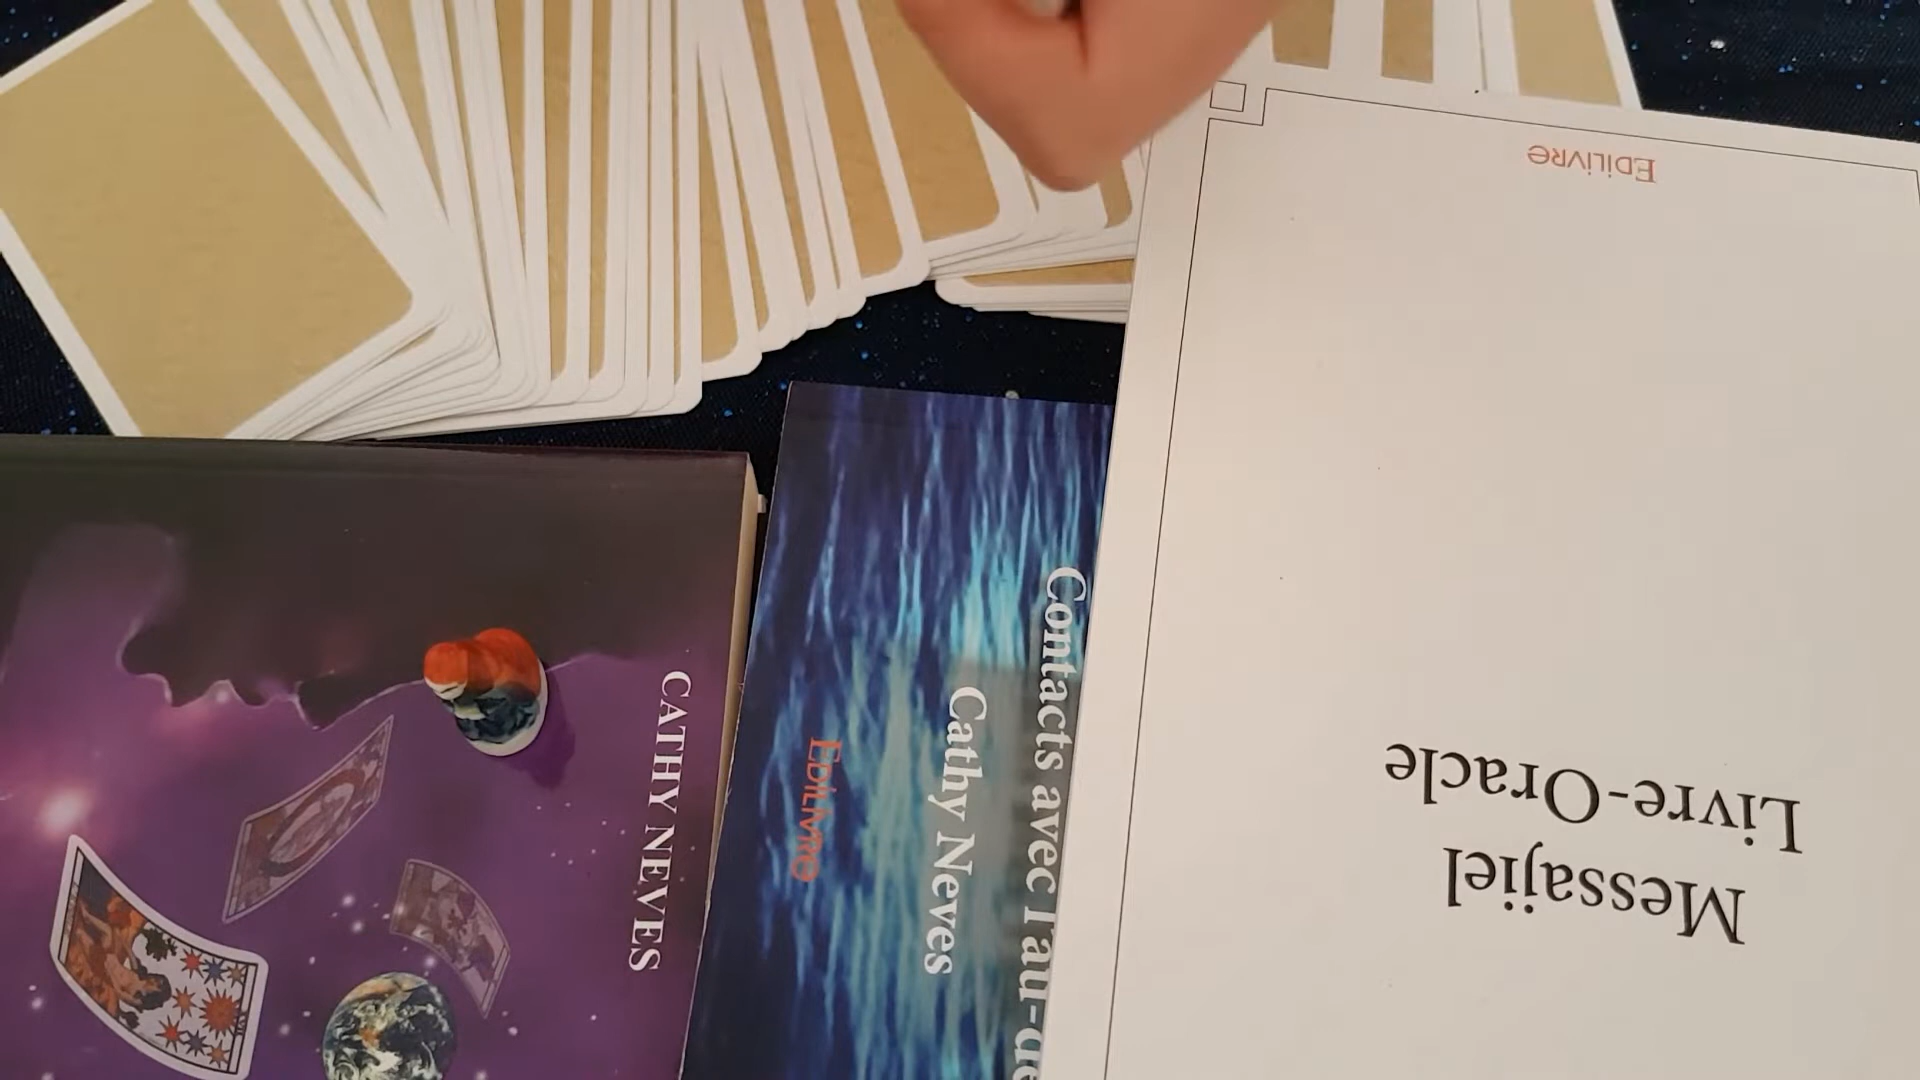 CATHY NEVES
Contacts avec l'au-de
Cathy Neves
EDILIVRE
Messajiel
Livre-Oracle
EDILIVRE